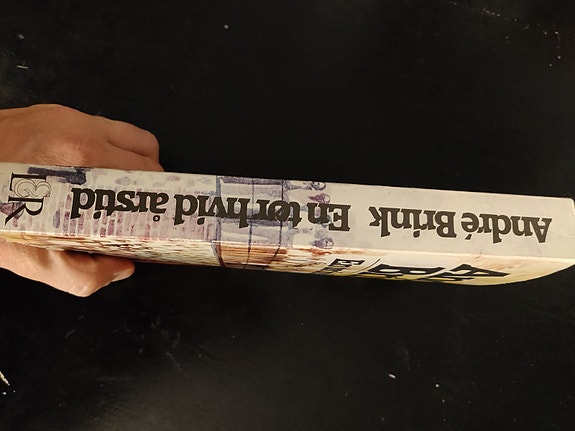 André Brink En tør hvid årstid